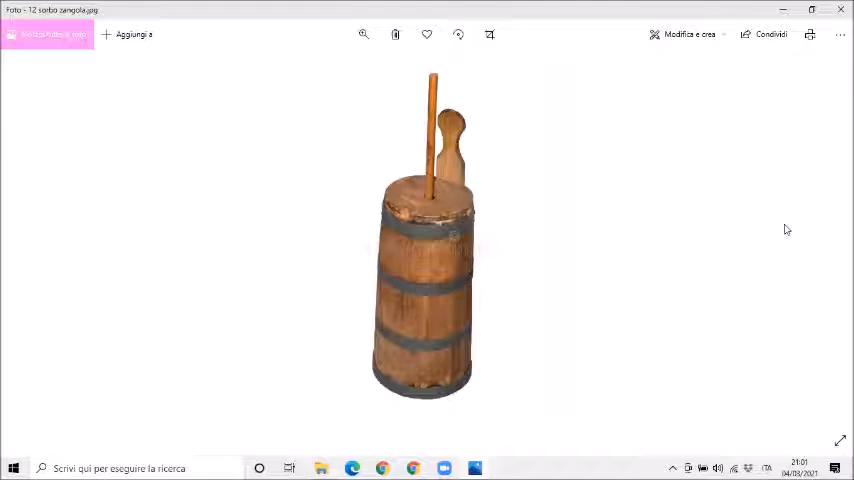 Foto - 12 sorbo zangola.jpg
Aggiungi a
Modifica e crea
Condividi
Scrivi qui per eseguire la ricerca
ITA
21:01
04/03/2021